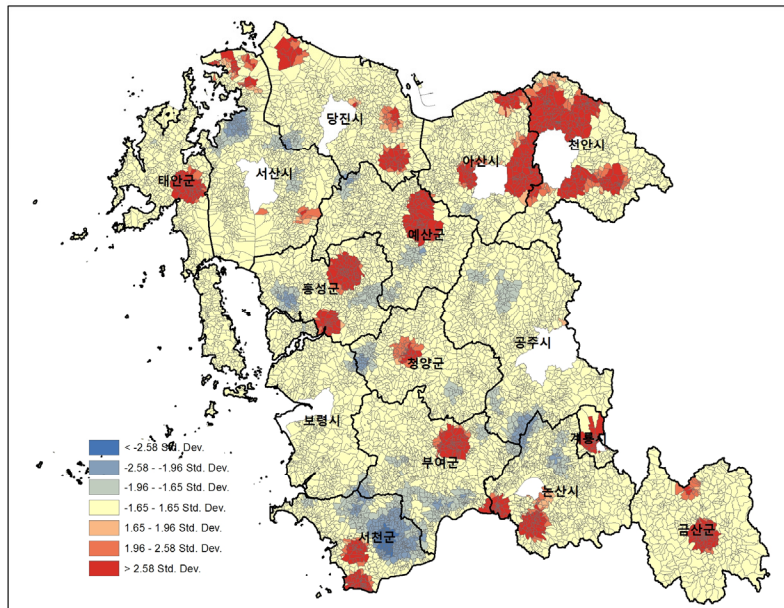 당진시
아산시
천안시
태안군
서산시
예산군
홍성군
공주시
청양군
보령시
계룡시
부여군
논산시
서천군
금산군
< -2.58 Std. Dev.
-2.58 - -1.96 Std. Dev.
-1.96 - -1.65 Std. Dev.
-1.65 - 1.65 Std. Dev.
1.65 - 1.96 Std. Dev.
1.96 - 2.58 Std. Dev.
> 2.58 Std. Dev.